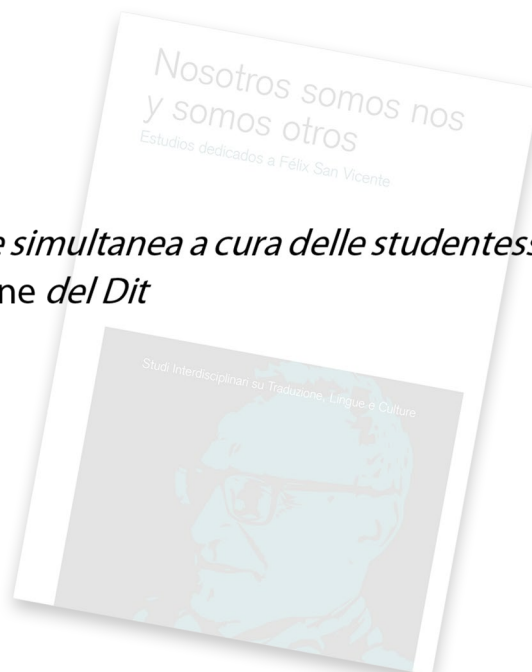 Nosotros somos nos
y somos otros
Estudios dedicados a Félix San Vicente
e simultanea a cura delle studentess
ne del Dit
Studi Interdisciplinari su Traduzione, Lingue e Culture